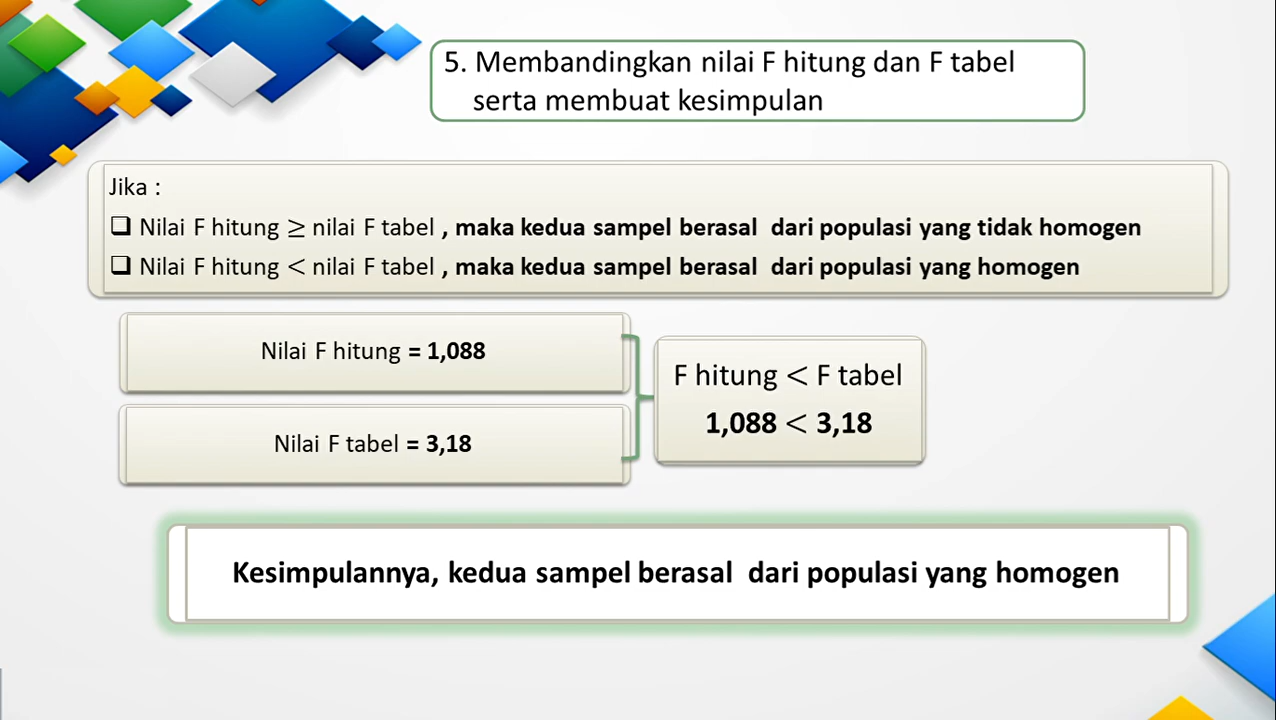 5. Membandingkan nilai F hitung dan F tabel
serta membuat kesimpulan
Jika :
❑ Nilai F hitung ≥ nilai F tabel , maka kedua sampel berasal dari populasi yang tidak homogen
❑ Nilai F hitung < nilai F tabel , maka kedua sampel berasal dari populasi yang homogen
Nilai F hitung = 1,088
Nilai F tabel = 3,18
F hitung < F tabel
1,088 < 3,18
Kesimpulannya, kedua sampel berasal dari populasi yang homogen